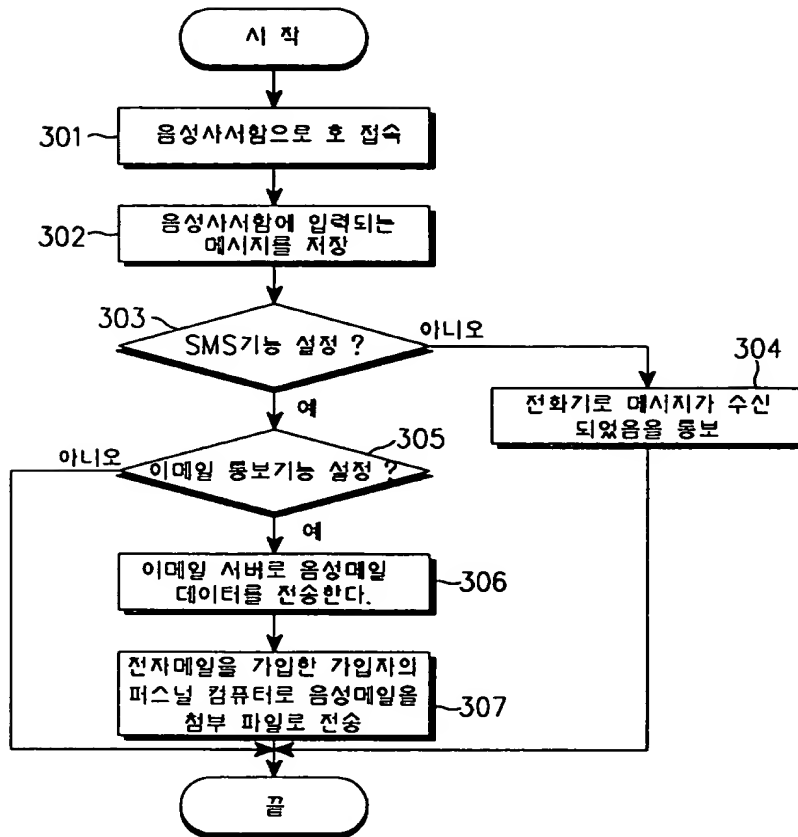 시 작
301
음성사서함으로 호 접속
302
음성사서함에 입력되는
메시지를 저장
303
SMS기능 설정 ?
아니오
304
전화기로 메시지가 수신
되었음을 통보
예
305
아니오
이메일 통보기능 설정 ?
예
이메일 서버로 음성메일
데이터를 전송한다.
306
전자메일을 가입한 가입자의
퍼스널 컴퓨터로 음성메일을
첨부 파일로 전송
307
끝